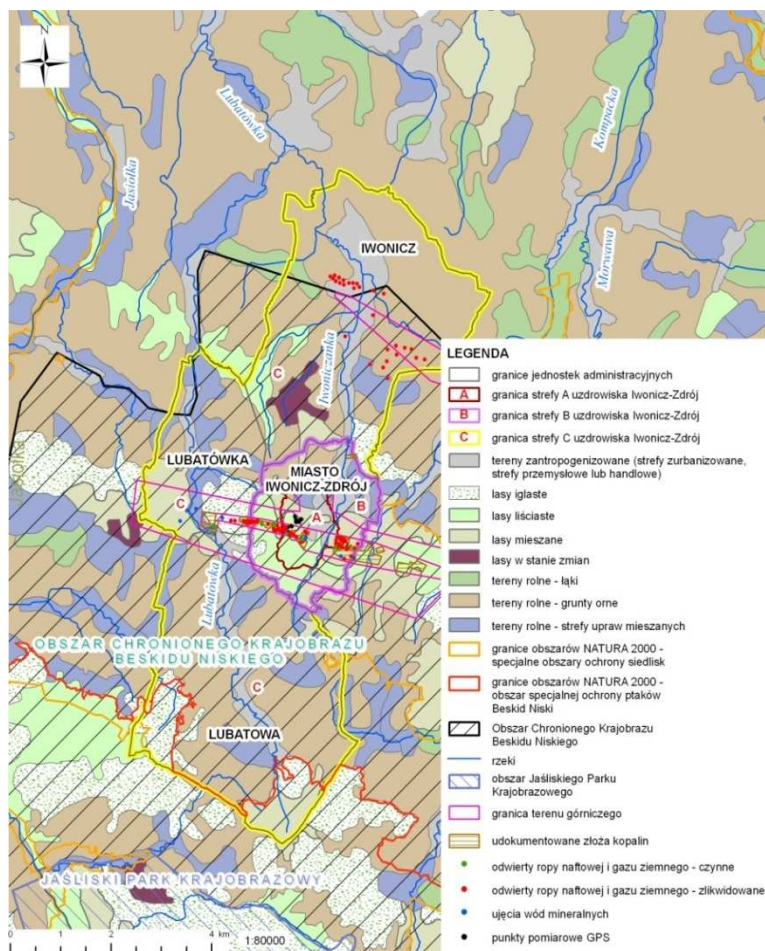 N
Lubatówka
Kompacka
Jasiołka
IWONICZ
Morwawa
Iwoniczanka
C
LUBATÓWKA
MIASTO
IWONICZ-ZDRÓJ
C
A
B
Lubatówka
OBSZAR CHRONIONEGO KRAJOBRAZU
BESKIDU NISKIEGO
C
LUBATOWA
JAŚLISKI PARK KRAJOBRAZOWY
0 1 2 4 km 1:80000
LEGENDA
granice jednostek administracyjnych
A granica strefy A uzdrowiska Iwonicz-Zdrój
B granica strefy B uzdrowiska Iwonicz-Zdrój
C granica strefy C uzdrowiska Iwonicz-Zdrój
tereny zantropogenizowane (strefy zurbanizowane,
strefy przemysłowe lub handlowe)
lasy iglaste
lasy liściaste
lasy mieszane
lasy w stanie zmian
tereny rolne - łąki
tereny rolne - grunty orne
tereny rolne - strefy upraw mieszanych
granice obszarów NATURA 2000 -
specjalne obszary ochrony siedlisk
granice obszarów NATURA 2000 -
obszar specjalnej ochrony ptaków
Beskid Niski
Obszar Chronionego Krajobrazu
Beskidu Niskiego
rzeki
obszar Jaśliskiego Parku
Krajobrazowego
granica terenu górniczego
udokumentowane złoża kopalin
odwierty ropy naftowej i gazu ziemnego - czynne
odwierty ropy naftowej i gazu ziemnego - zlikwidowane
ujęcia wód mineralnych
punkty pomiarowe GPS